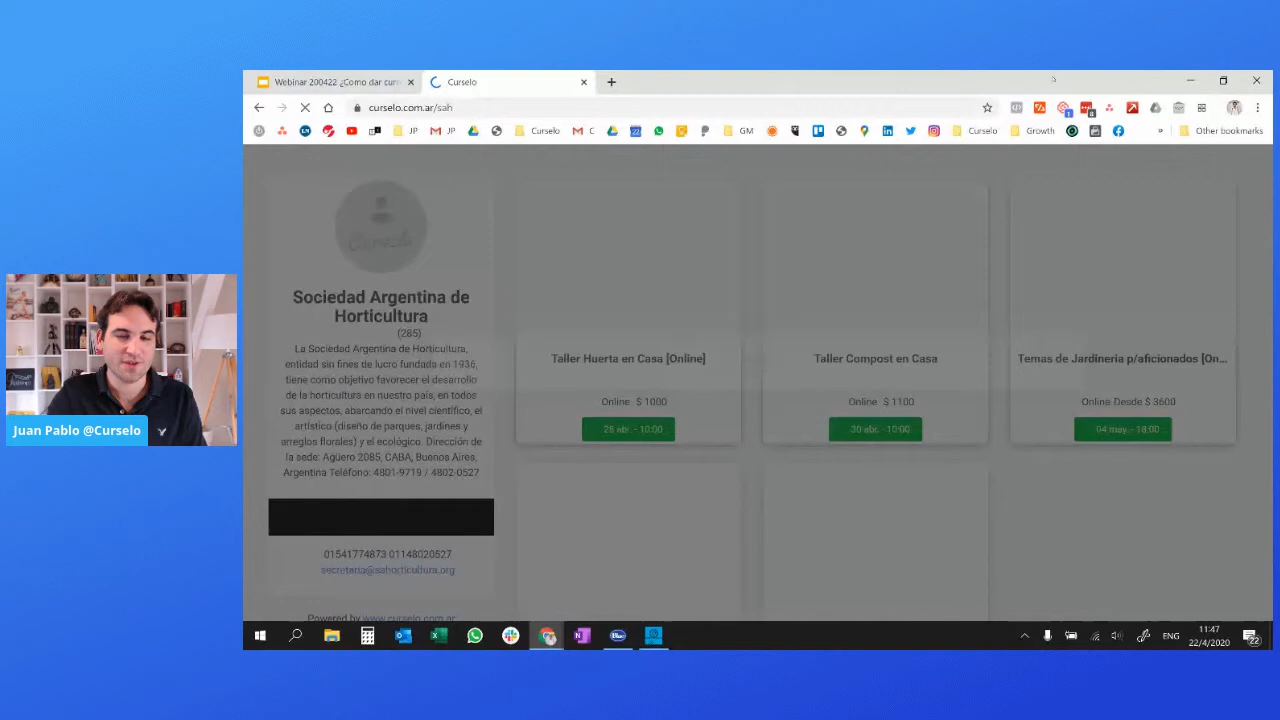 Webinar 200422 ¿Como dar curs
Curselo
curselo.com.ar/sah
JP
JP
Curselo
C
GM
Curselo
Growth
Other bookmarks
Curselo
Sociedad Argentina de
Horticultura
(285)
La Sociedad Argentina de Horticultura,
entidad sin fines de lucro fundada en 1936,
tiene como objetivo favorecer el desarrollo
de la horticultura en nuestro país, en todos
sus aspectos, abarcando el nivel científico, el
artístico (diseño de parques, jardines y
arreglos florales) y el ecológico. Dirección de
la sede: Agüero 2085, CABA, Buenos Aires,
Argentina Teléfono: 4801-9719 / 4802-0527
01541774873 01148020527
secretaria@sahorticultura.org
Powered by www.curselo.com.ar
Taller Huerta en Casa [Online]
Online $ 1000
28 abr. - 10:00
Taller Compost en Casa
Online $ 1100
30 abr. - 10:00
Temas de Jardineria p/aficionados [On...
Online Desde $ 3600
04 may. - 18:00
Juan Pablo @Curselo
ENG
11:47
22/4/2020
22